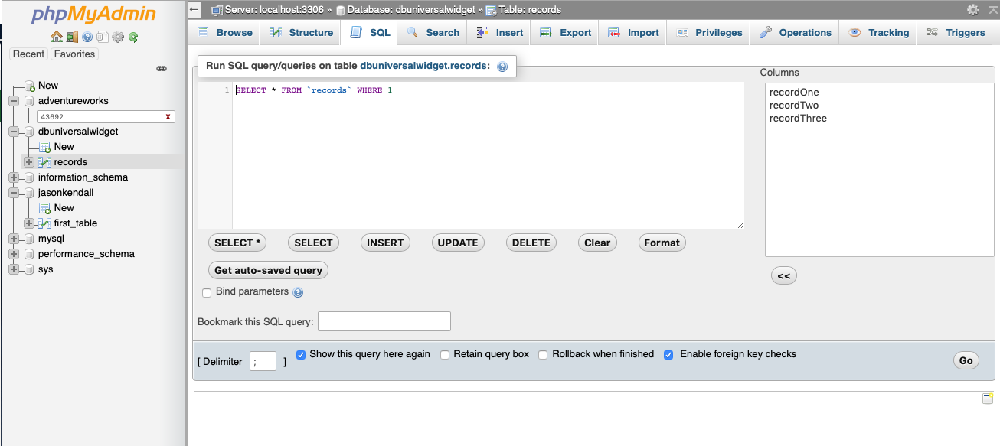 phpMyAdmin
Recent Favorites
New
adventureworks
43692 X
dbuniversalwidget
New
records
information_schema
jasonkendall
New
first_table
mysql
performance_schema
sys
Server: localhost:3306 » Database: dbuniversalwidget » Table: records
Browse Structure SQL Search Insert Export Import Privileges Operations Tracking Triggers
Run SQL query/queries on table dbuniversalwidget.records:
1 SELECT * FROM `records` WHERE 1
Columns
recordOne
recordTwo
recordThree
SELECT * SELECT INSERT UPDATE DELETE Clear Format
Get auto-saved query
<<
Bind parameters
Bookmark this SQL query:
[ Delimiter ; ] Show this query here again Retain query box Rollback when finished Enable foreign key checks
Go